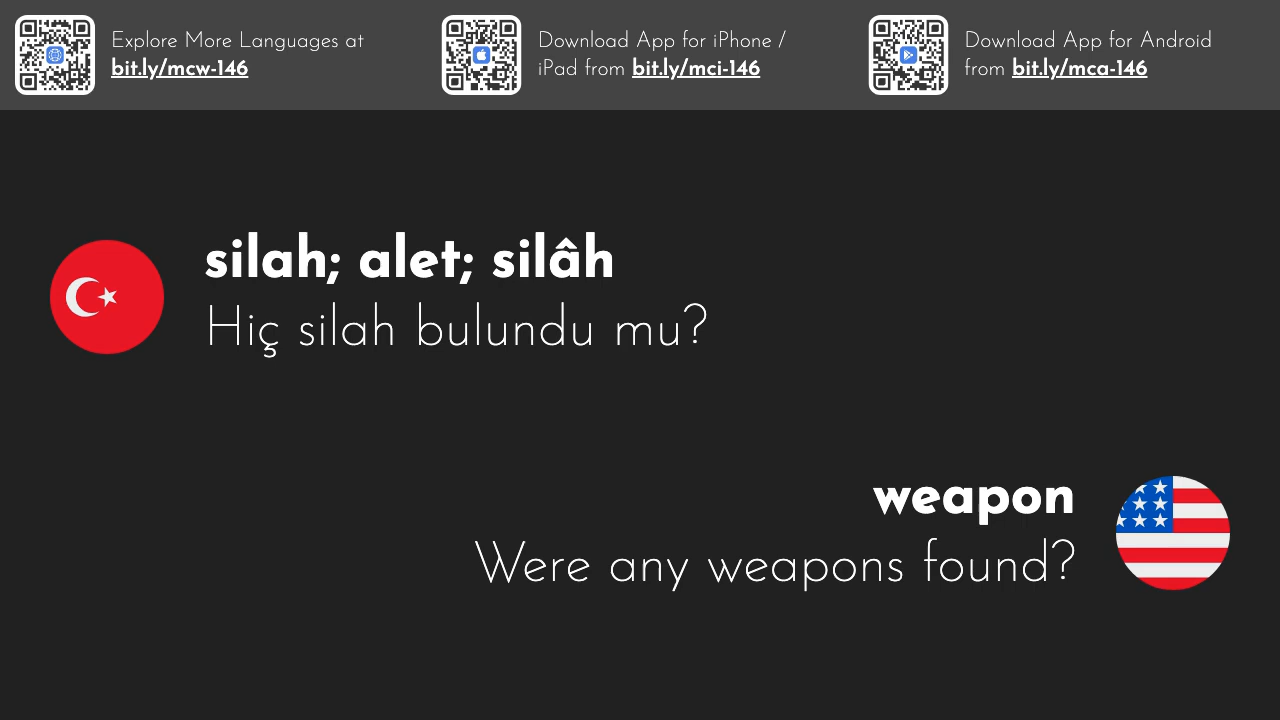 Explore More Languages at
bit.ly/mcw-146
Download App for iPhone /
iPad from bit.ly/mci-146
Download App for Android
from bit.ly/mca-146
silah; alet; silâh
Hiç silah bulundu mu?
weapon
Were any weapons found?